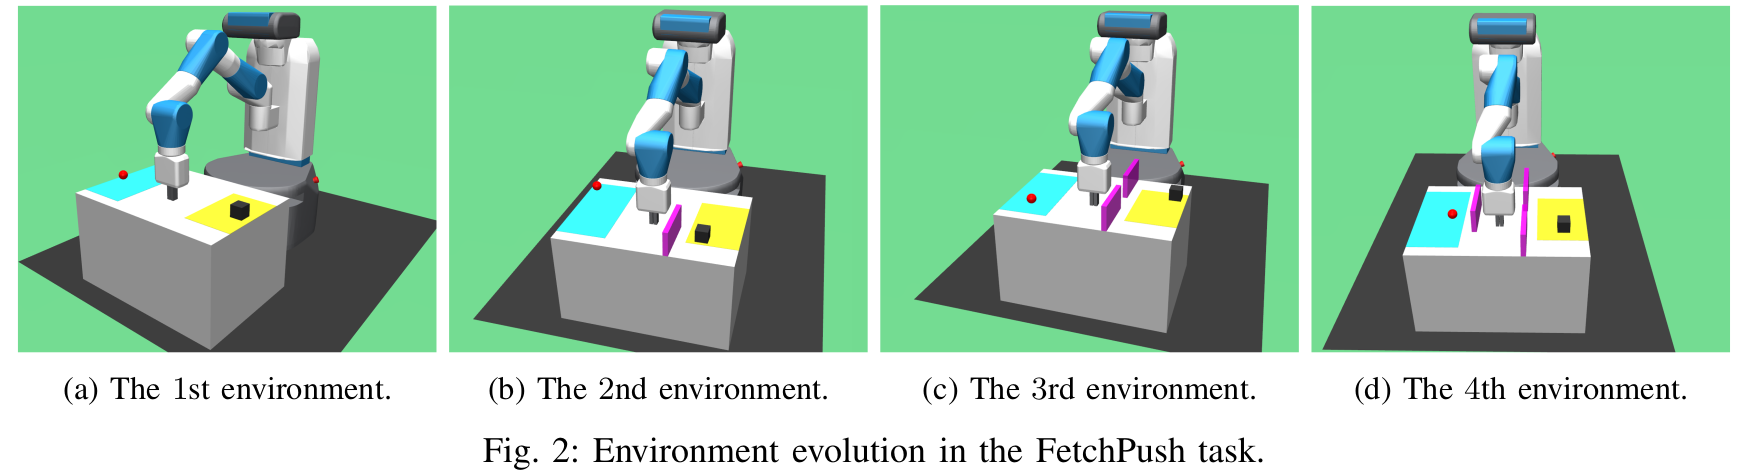 (a) The 1st environment.
(b) The 2nd environment.
(c) The 3rd environment.
(d) The 4th environment.
Fig. 2: Environment evolution in the FetchPush task.